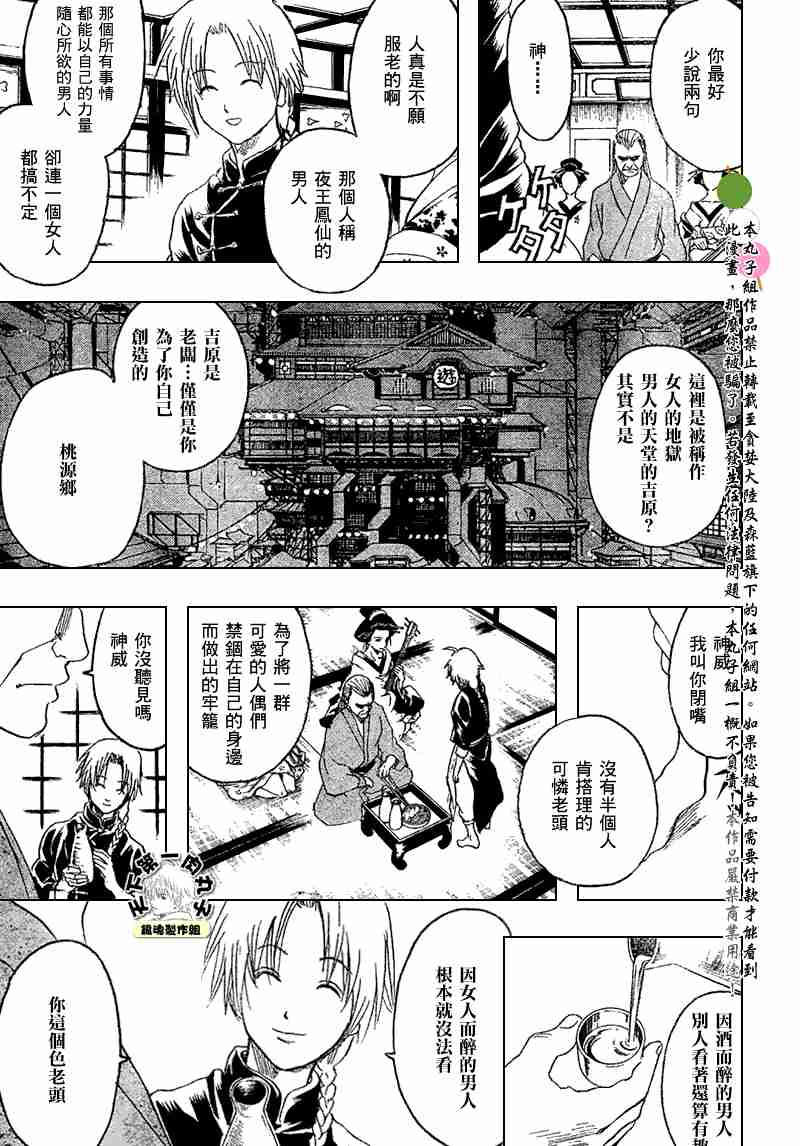 你最好
少說兩句
神……
ケタ
ケタ
人真是不願
服老的啊
那個人稱
夜王鳳仙的
男人
那個所有事情
都能以自己的力量
隨心所欲的男人
卻連一個女人
都搞不定
這裡是被稱作
女人的地獄
男人的天堂的吉原？
其實不是
遊
吉原是
老闆…僅僅是你
為了你自己
創造的
桃源鄉
神威
我叫你閉嘴
沒有半個人
肯搭理的
可憐老頭
為了將一群
可愛的人偶們
禁錮在自己的身邊
而做出的牢籠
你沒聽見嗎
神威
因酒而醉的男人
別人看著還算有
因女人而醉的男人
根本就沒法看
你這個色老頭
天下第一肉丸子
銀魂製作組
本丸子組作品禁止轉載至貪婪大陸及森藍旗下的任何網站。如果您被告知需要付款才能看到
此漫畫，那麼您被騙了。若發生任何法律問題，本丸子組一概不負責！本作品嚴禁商業用途！